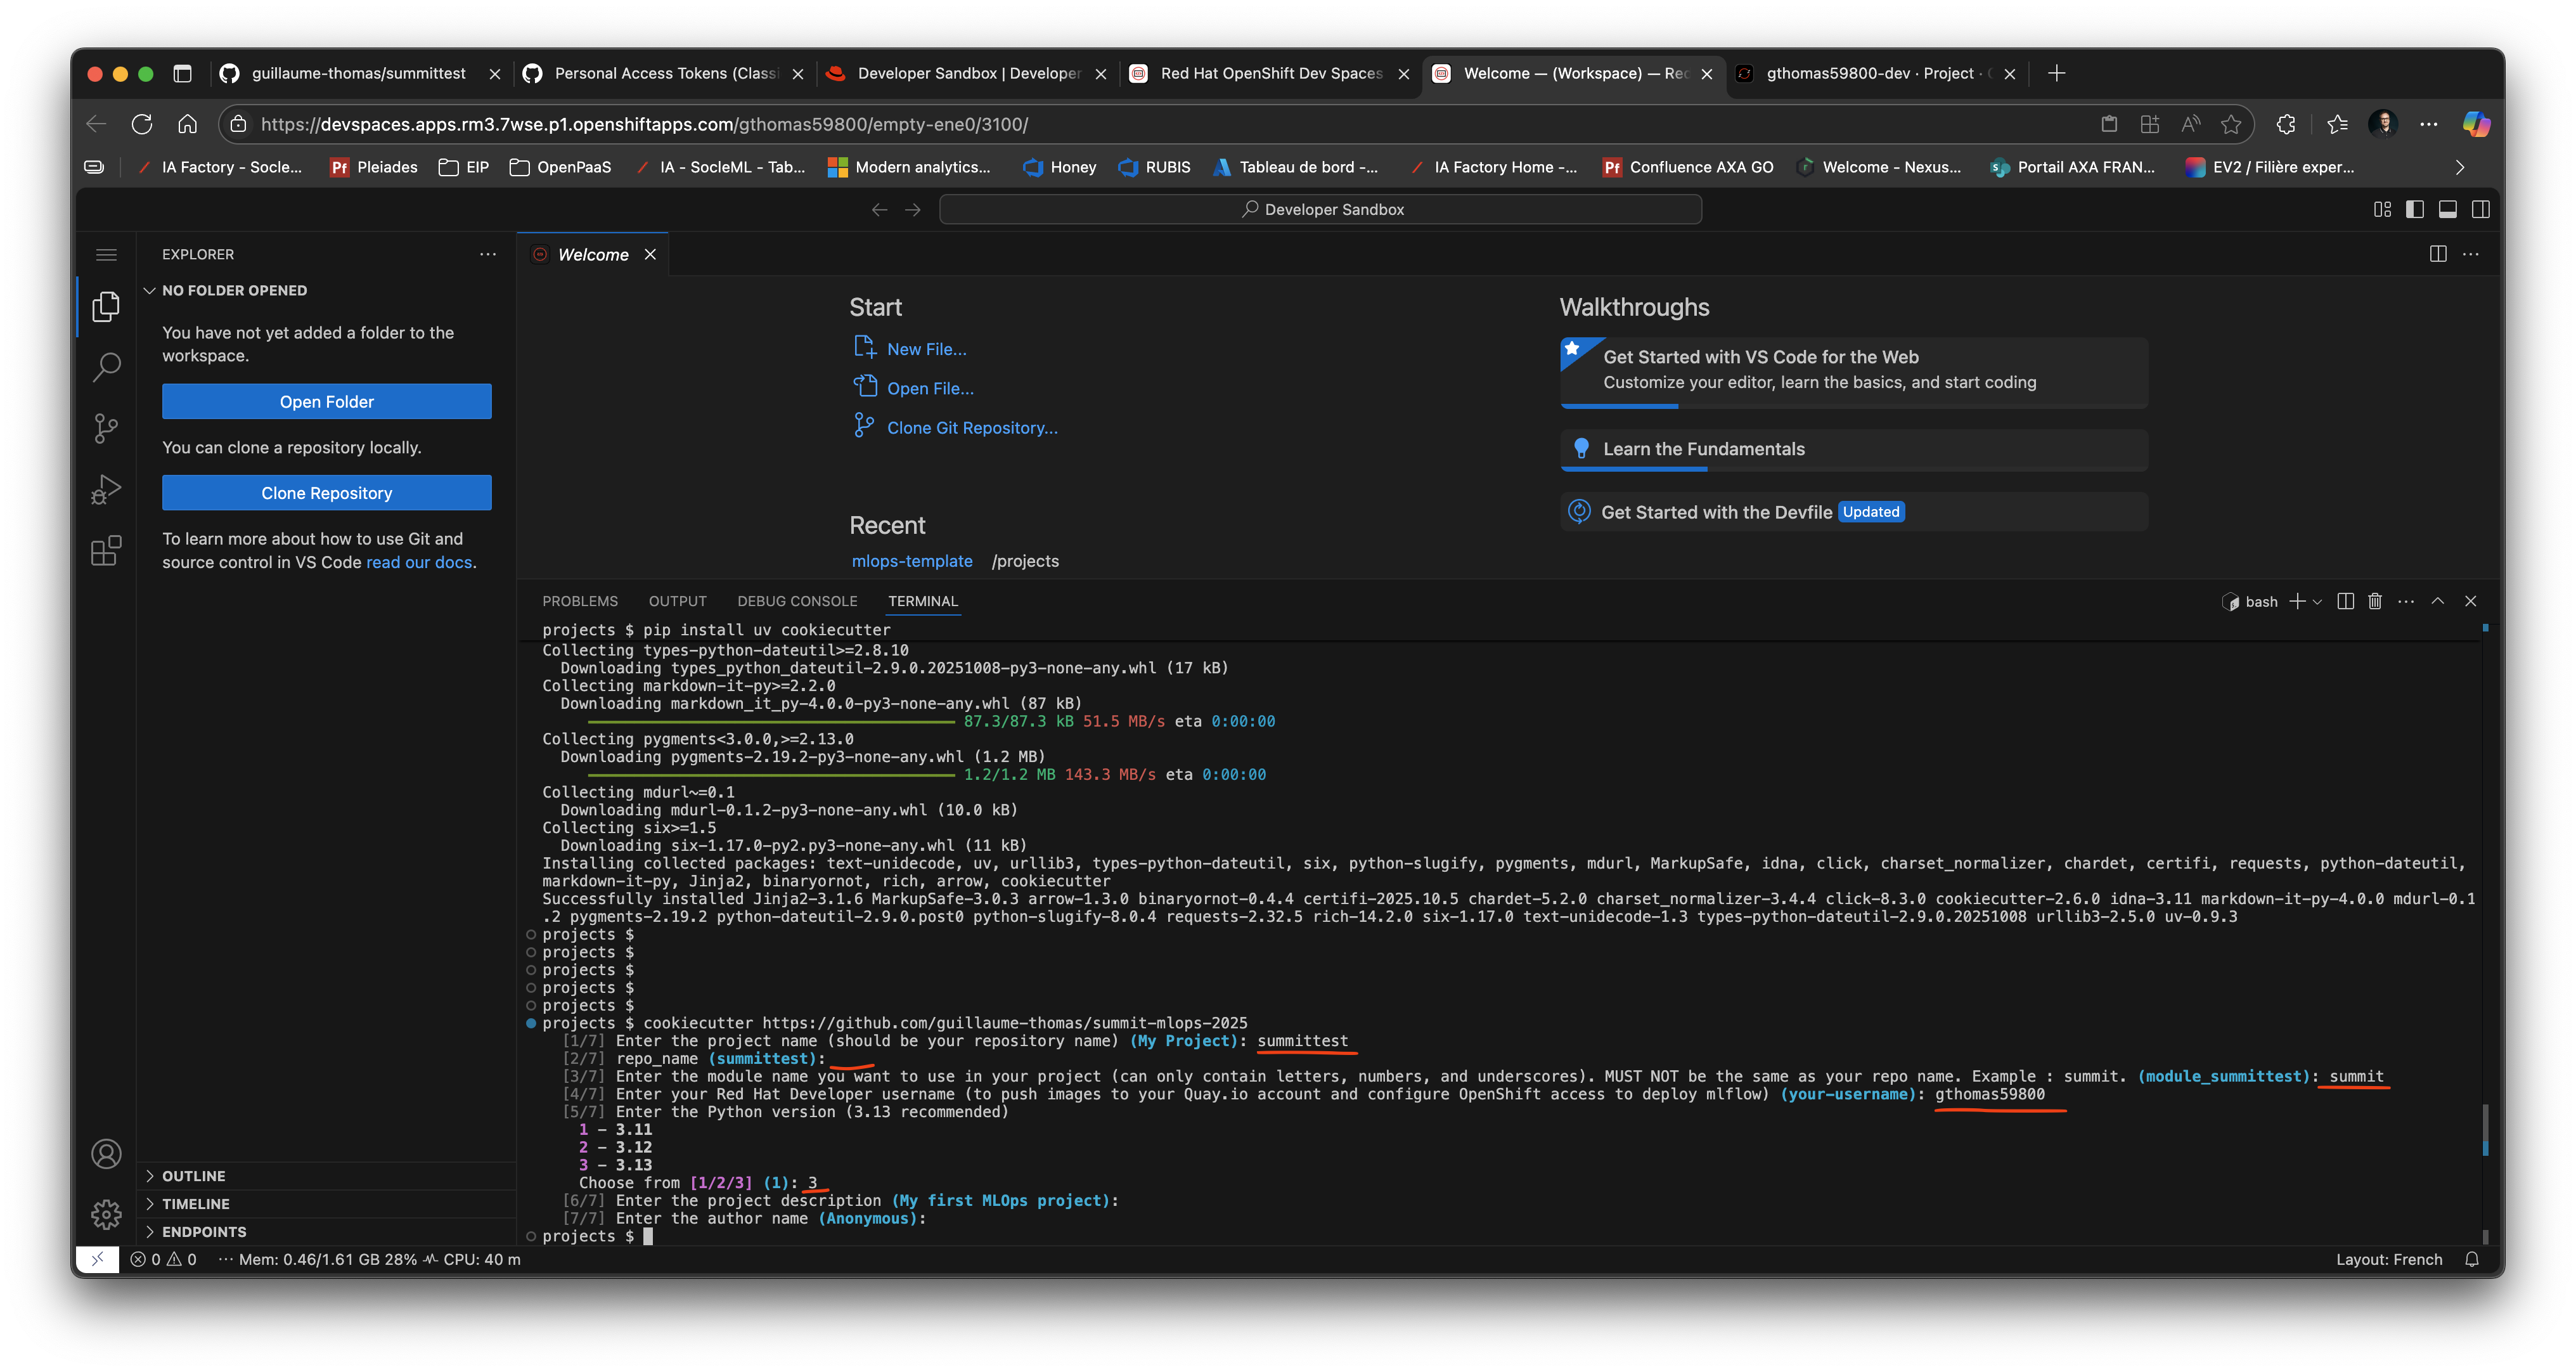 guillaume-thomas/summittest
Personal Access Tokens (Classi
Developer Sandbox | Developer
Red Hat OpenShift Dev Spaces
Welcome — (Workspace) — Red
gthomas59800-dev · Project ·
https://devspaces.apps.rm3.7wse.p1.openshiftapps.com/gthomas59800/empty-ene0/3100/
IA Factory - Socle...
Pf Pleiades
EIP
OpenPaaS
IA - SocleML - Tab...
Modern analytics...
Honey
RUBIS
Tableau de bord -...
IA Factory Home -...
Pf Confluence AXA GO
Welcome - Nexus...
Portail AXA FRAN...
EV2 / Filière exper...
Developer Sandbox
EXPLORER
Welcome
NO FOLDER OPENED
You have not yet added a folder to the
workspace.
Open Folder
You can clone a repository locally.
Clone Repository
To learn more about how to use Git and
source control in VS Code read our docs.
OUTLINE
TIMELINE
ENDPOINTS
Start
New File...
Open File...
Clone Git Repository...
Recent
mlops-template /projects
Walkthroughs
Get Started with VS Code for the Web
Customize your editor, learn the basics, and start coding
Learn the Fundamentals
Get Started with the Devfile Updated
PROBLEMS OUTPUT DEBUG CONSOLE TERMINAL
bash
projects $ pip install uv cookiecutter
Collecting types-python-dateutil>=2.8.10
Downloading types_python_dateutil-2.9.0.20251008-py3-none-any.whl (17 kB)
Collecting markdown-it-py>=2.2.0
Downloading markdown_it_py-4.0.0-py3-none-any.whl (87 kB)
87.3/87.3 kB 51.5 MB/s eta 0:00:00
Collecting pygments<3.0.0,>=2.13.0
Downloading pygments-2.19.2-py3-none-any.whl (1.2 MB)
1.2/1.2 MB 143.3 MB/s eta 0:00:00
Collecting mdurl~=0.1
Downloading mdurl-0.1.2-py3-none-any.whl (10.0 kB)
Collecting six>=1.5
Downloading six-1.17.0-py2.py3-none-any.whl (11 kB)
Installing collected packages: text-unidecode, uv, urllib3, types-python-dateutil, six, python-slugify, pygments, mdurl, MarkupSafe, idna, click, charset_normalizer, chardet, certifi, requests, python-dateutil,
markdown-it-py, Jinja2, binaryornot, rich, arrow, cookiecutter
Successfully installed Jinja2-3.1.6 MarkupSafe-3.0.3 arrow-1.3.0 binaryornot-0.4.4 certifi-2025.10.5 chardet-5.2.0 charset_normalizer-3.4.4 click-8.3.0 cookiecutter-2.6.0 idna-3.11 markdown-it-py-4.0.0 mdurl-0.1
.2 pygments-2.19.2 python-dateutil-2.9.0.post0 python-slugify-8.0.4 requests-2.32.5 rich-14.2.0 six-1.17.0 text-unidecode-1.3 types-python-dateutil-2.9.0.20251008 urllib3-2.5.0 uv-0.9.3
projects $
projects $
projects $
projects $
projects $
projects $ cookiecutter https://github.com/guillaume-thomas/summit-mlops-2025
[1/7] Enter the project name (should be your repository name) (My Project): summittest
[2/7] repo_name (summittest):
[3/7] Enter the module name you want to use in your project (can only contain letters, numbers, and underscores). MUST NOT be the same as your repo name. Example : summit. (module_summittest): summit
[4/7] Enter your Red Hat Developer username (to push images to your Quay.io account and configure OpenShift access to deploy mlflow) (your-username): gthomas59800
[5/7] Enter the Python version (3.13 recommended)
1 - 3.11
2 - 3.12
3 - 3.13
Choose from [1/2/3] (1): 3
[6/7] Enter the project description (My first MLOps project):
[7/7] Enter the author name (Anonymous):
projects $
0 0 Mem: 0.46/1.61 GB 28% CPU: 40 m
Layout: French